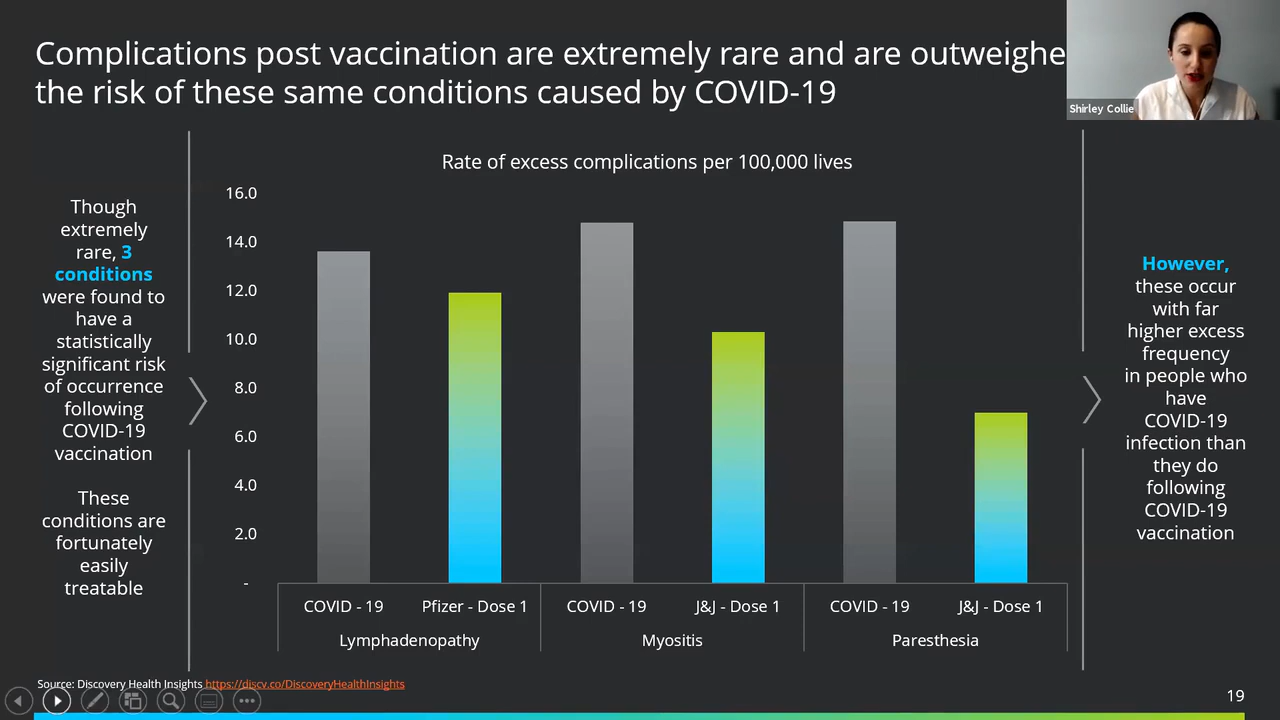 Complications post vaccination are extremely rare and are outweighe
the risk of these same conditions caused by COVID-19
Shirley Collie
Though
extremely
rare, 3
conditions
were found to
have a
statistically
significant risk
of occurrence
following
COVID-19
vaccination
These
conditions are
fortunately
easily
treatable
Rate of excess complications per 100,000 lives
16.0
14.0
12.0
10.0
8.0
6.0
4.0
2.0
-
COVID - 19
Pfizer - Dose 1
COVID - 19
J&J - Dose 1
COVID - 19
J&J - Dose 1
Lymphadenopathy
Myositis
Paresthesia
However,
these occur
with far
higher excess
frequency
in people who
have
COVID-19
infection than
they do
following
COVID-19
vaccination
Source: Discovery Health Insights https://discv.co/DiscoveryHealthInsights
19